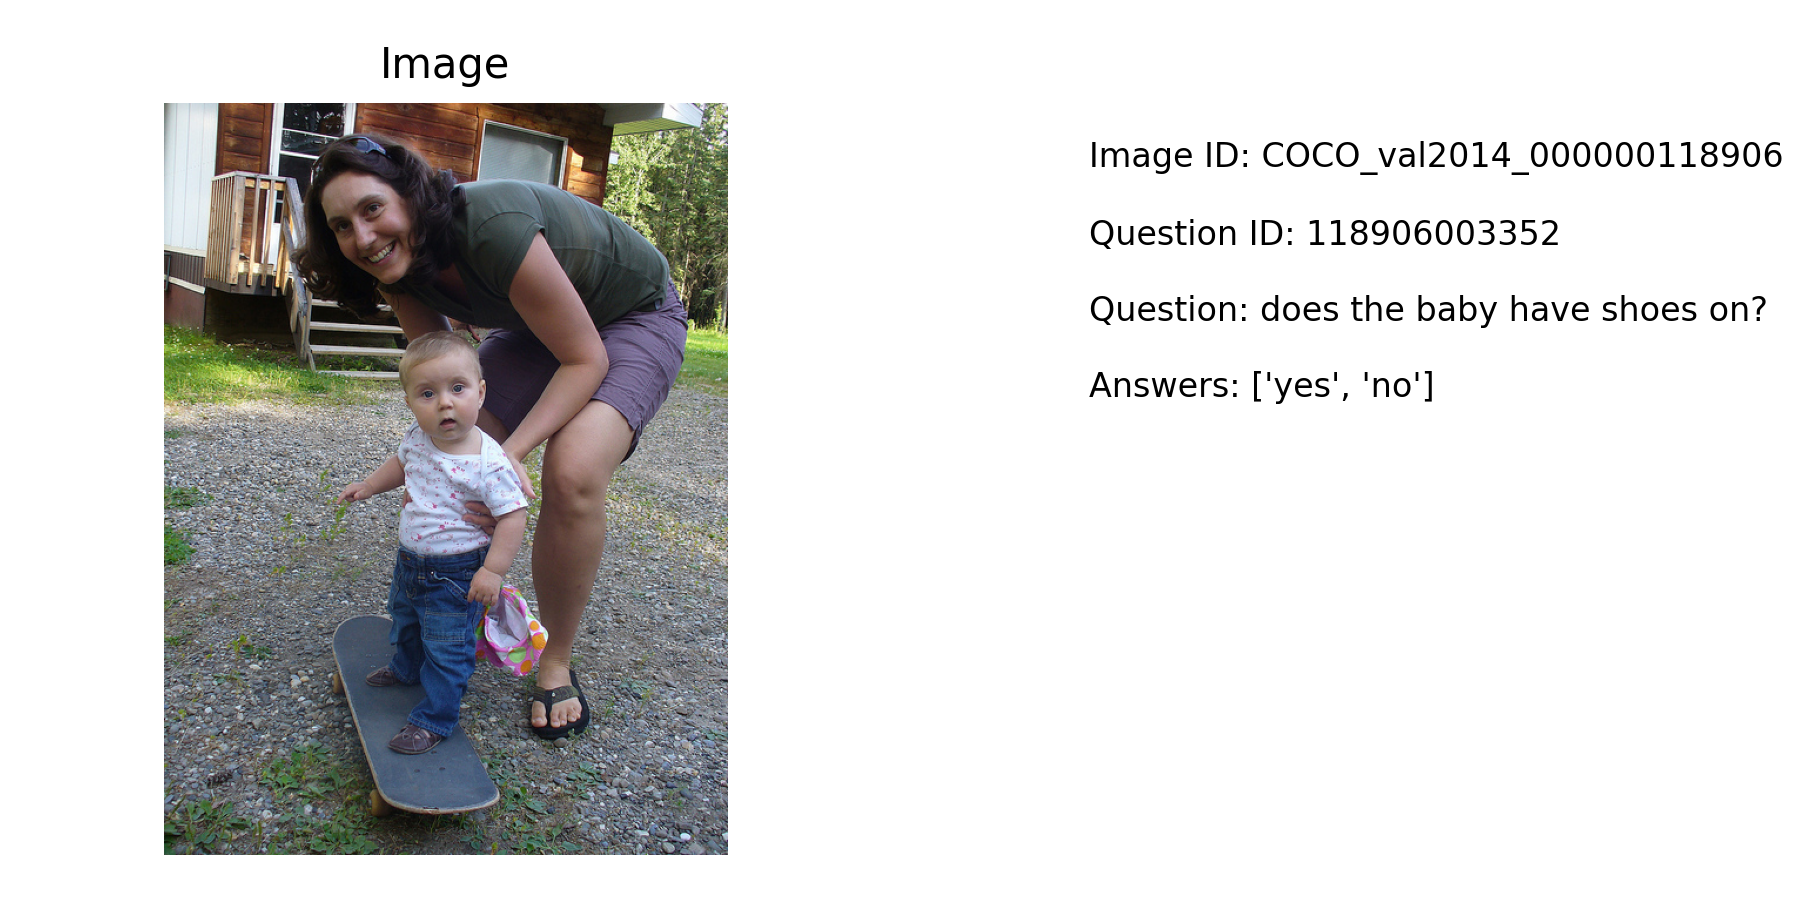 Image
Image ID: COCO_val2014_000000118906
Question ID: 118906003352
Question: does the baby have shoes on?
Answers: ['yes', 'no']